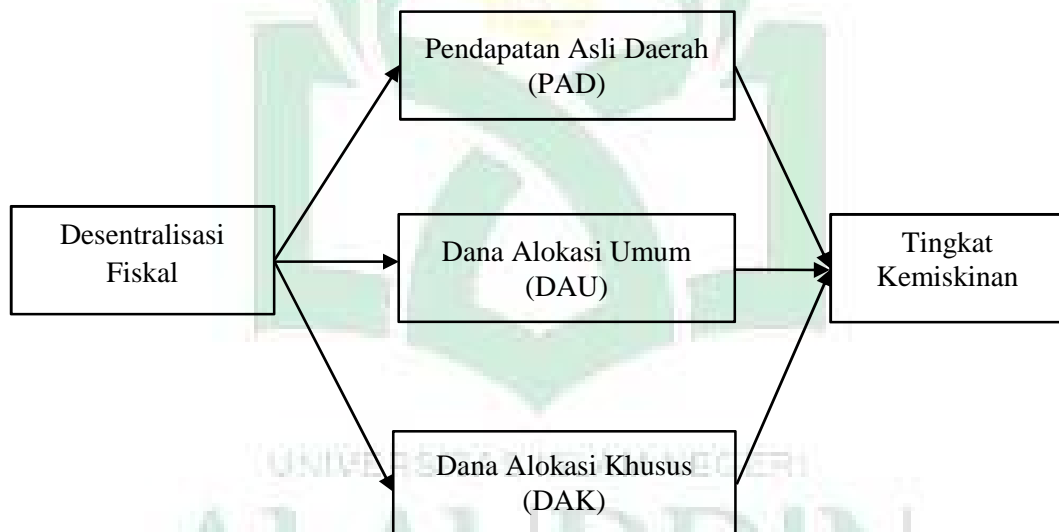 Pendapatan Asli Daerah
(PAD)
Desentralisasi
Fiskal
Dana Alokasi Umum
(DAU)
Tingkat
Kemiskinan
Dana Alokasi Khusus
(DAK)